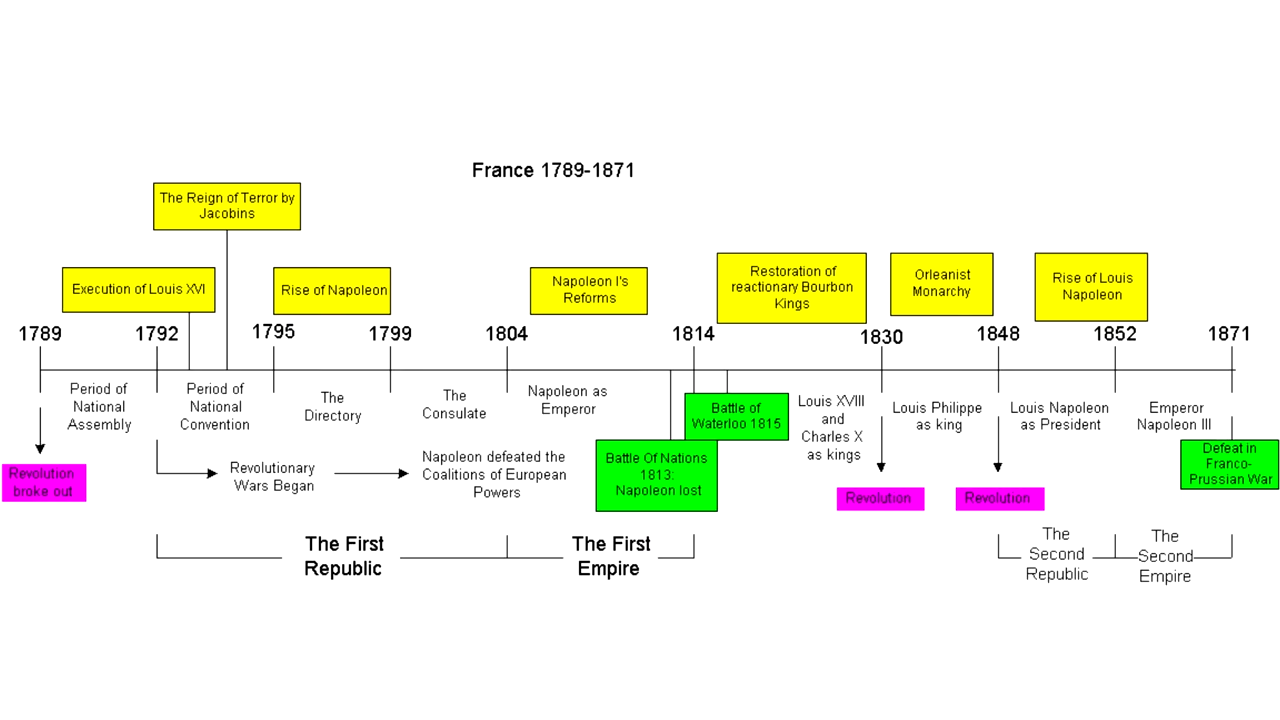 France 1789-1871
The Reign of Terror by
Jacobins
Execution of Louis XVI
Rise of Napoleon
Napoleon I's
Reforms
Restoration of
reactionary Bourbon
Kings
Orleanist
Monarchy
Rise of Louis
Napoleon
1789
1792
1795
1799
1804
1814
1830
1848
1852
1871
Period of
National
Assembly
Period of
National
Convention
The
Directory
The
Consulate
Napoleon as
Emperor
Battle of
Waterloo 1815
Louis XVIII
and
Charles X
as kings
Louis Philippe
as king
Louis Napoleon
as President
Emperor
Napoleon III
Revolution
broke out
Revolutionary
Wars Began
Napoleon defeated the
Coalitions of European
Powers
Battle Of Nations
1813:
Napoleon lost
Revolution
Revolution
Defeat in
Franco-
Prussian War
The First
Republic
The First
Empire
The
Second
Republic
The
Second
Empire